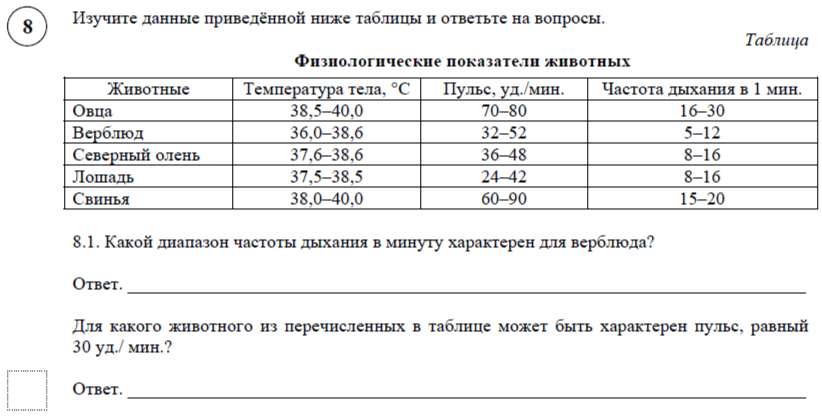 8
Изучите данные приведённой ниже таблицы и ответьте на вопросы.
Таблица
Физиологические показатели животных
Животные Температура тела, °С Пульс, уд./мин. Частота дыхания в 1 мин.
Овца 38,5–40,0 70–80 16–30
Верблюд 36,0–38,6 32–52 5–12
Северный олень 37,6–38,6 36–48 8–16
Лошадь 37,5–38,5 24–42 8–16
Свинья 38,0–40,0 60–90 15–20
8.1. Какой диапазон частоты дыхания в минуту характерен для верблюда?
Ответ.
Для какого животного из перечисленных в таблице может быть характерен пульс, равный
30 уд./ мин.?
Ответ.